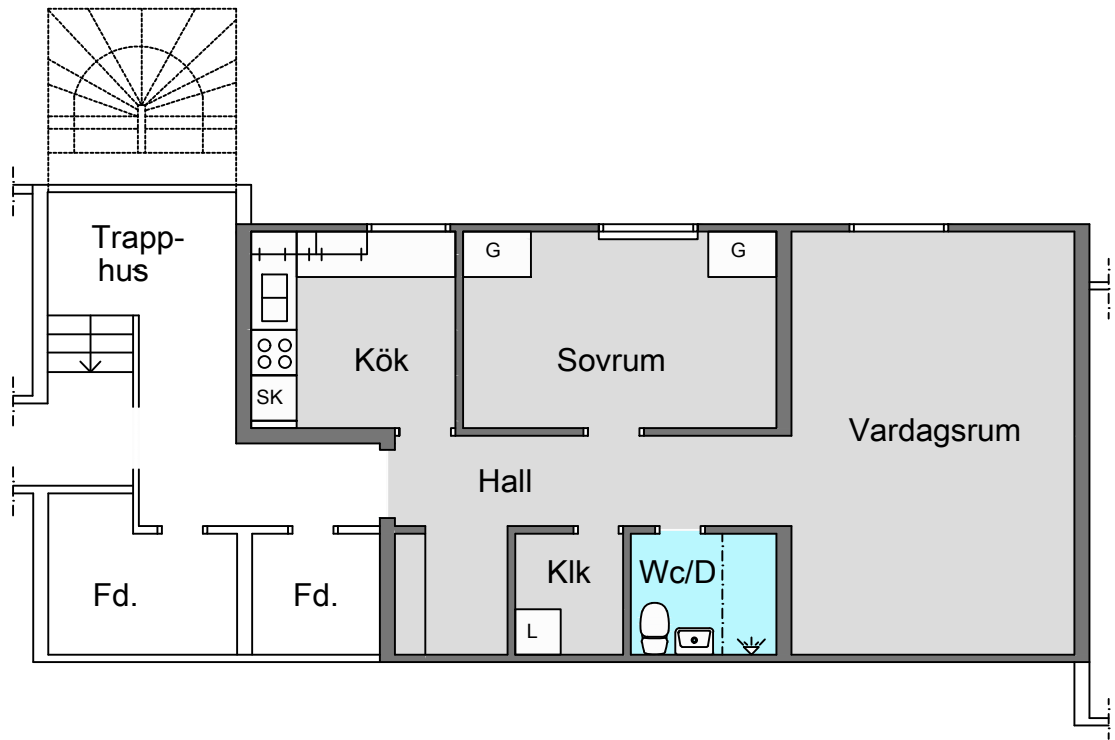 Trapp-
hus
G
G
Kök
Sovrum
SK
Vardagsrum
Hall
Fd.
Fd.
Klk
Wc/D
L